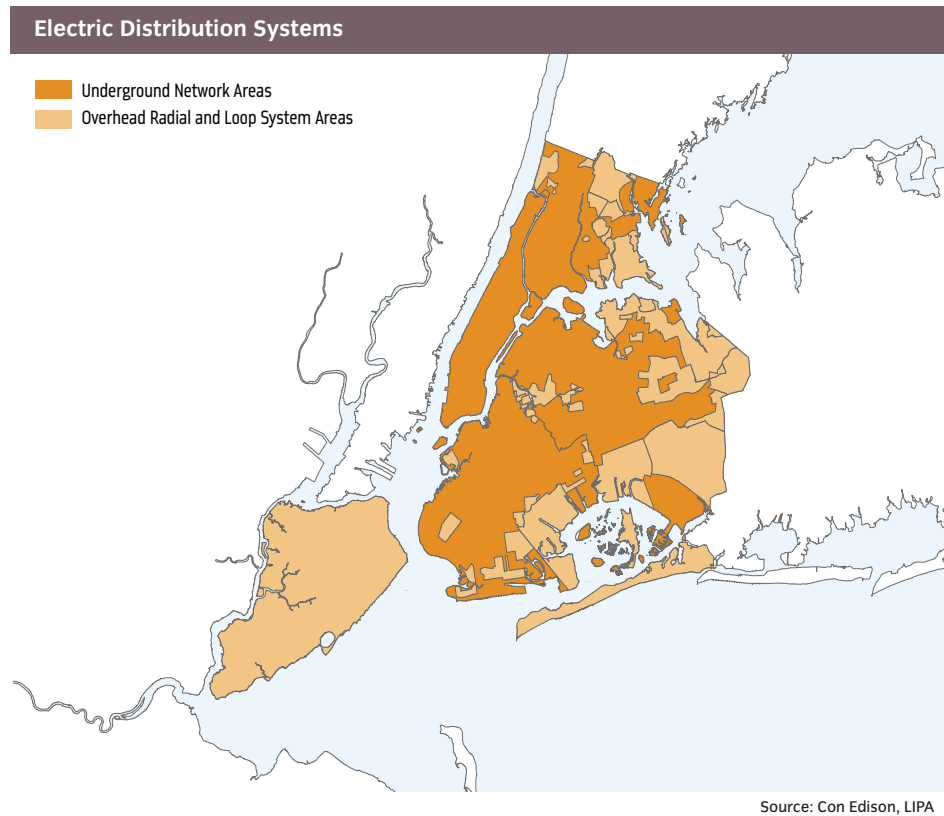 Electric Distribution Systems
Underground Network Areas
Overhead Radial and Loop System Areas
Source: Con Edison, LIPA